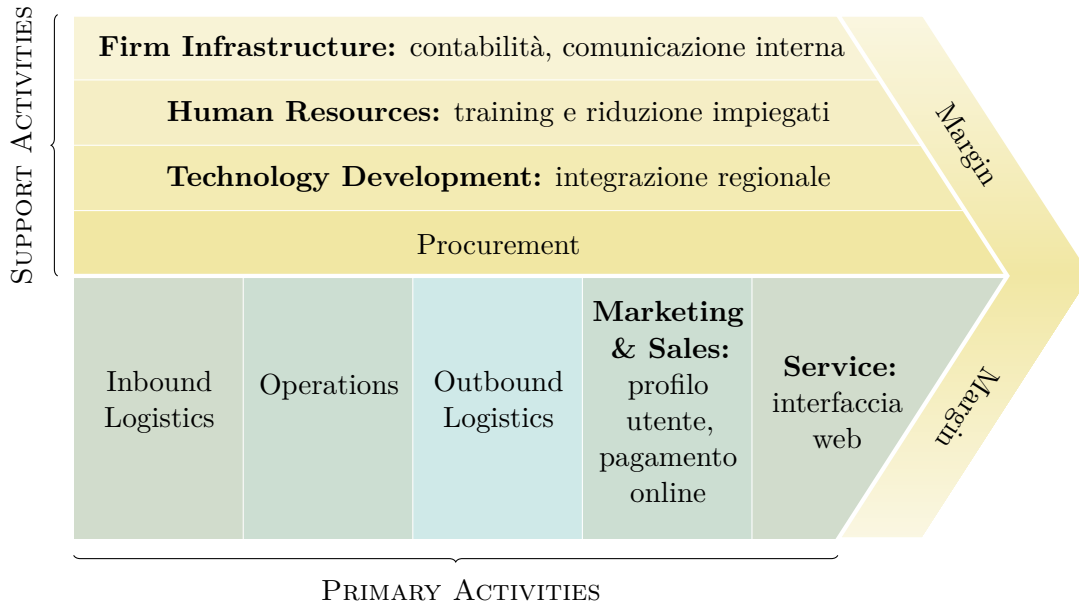 SUPPORT ACTIVITIES
Firm Infrastructure: contabilità, comunicazione interna
Human Resources: training e riduzione impiegati
Technology Development: integrazione regionale
Procurement
Margin
Inbound
Logistics
Operations
Outbound
Logistics
Marketing
& Sales:
profilo
utente,
pagamento
online
Service:
interfaccia
web
Margin
PRIMARY ACTIVITIES